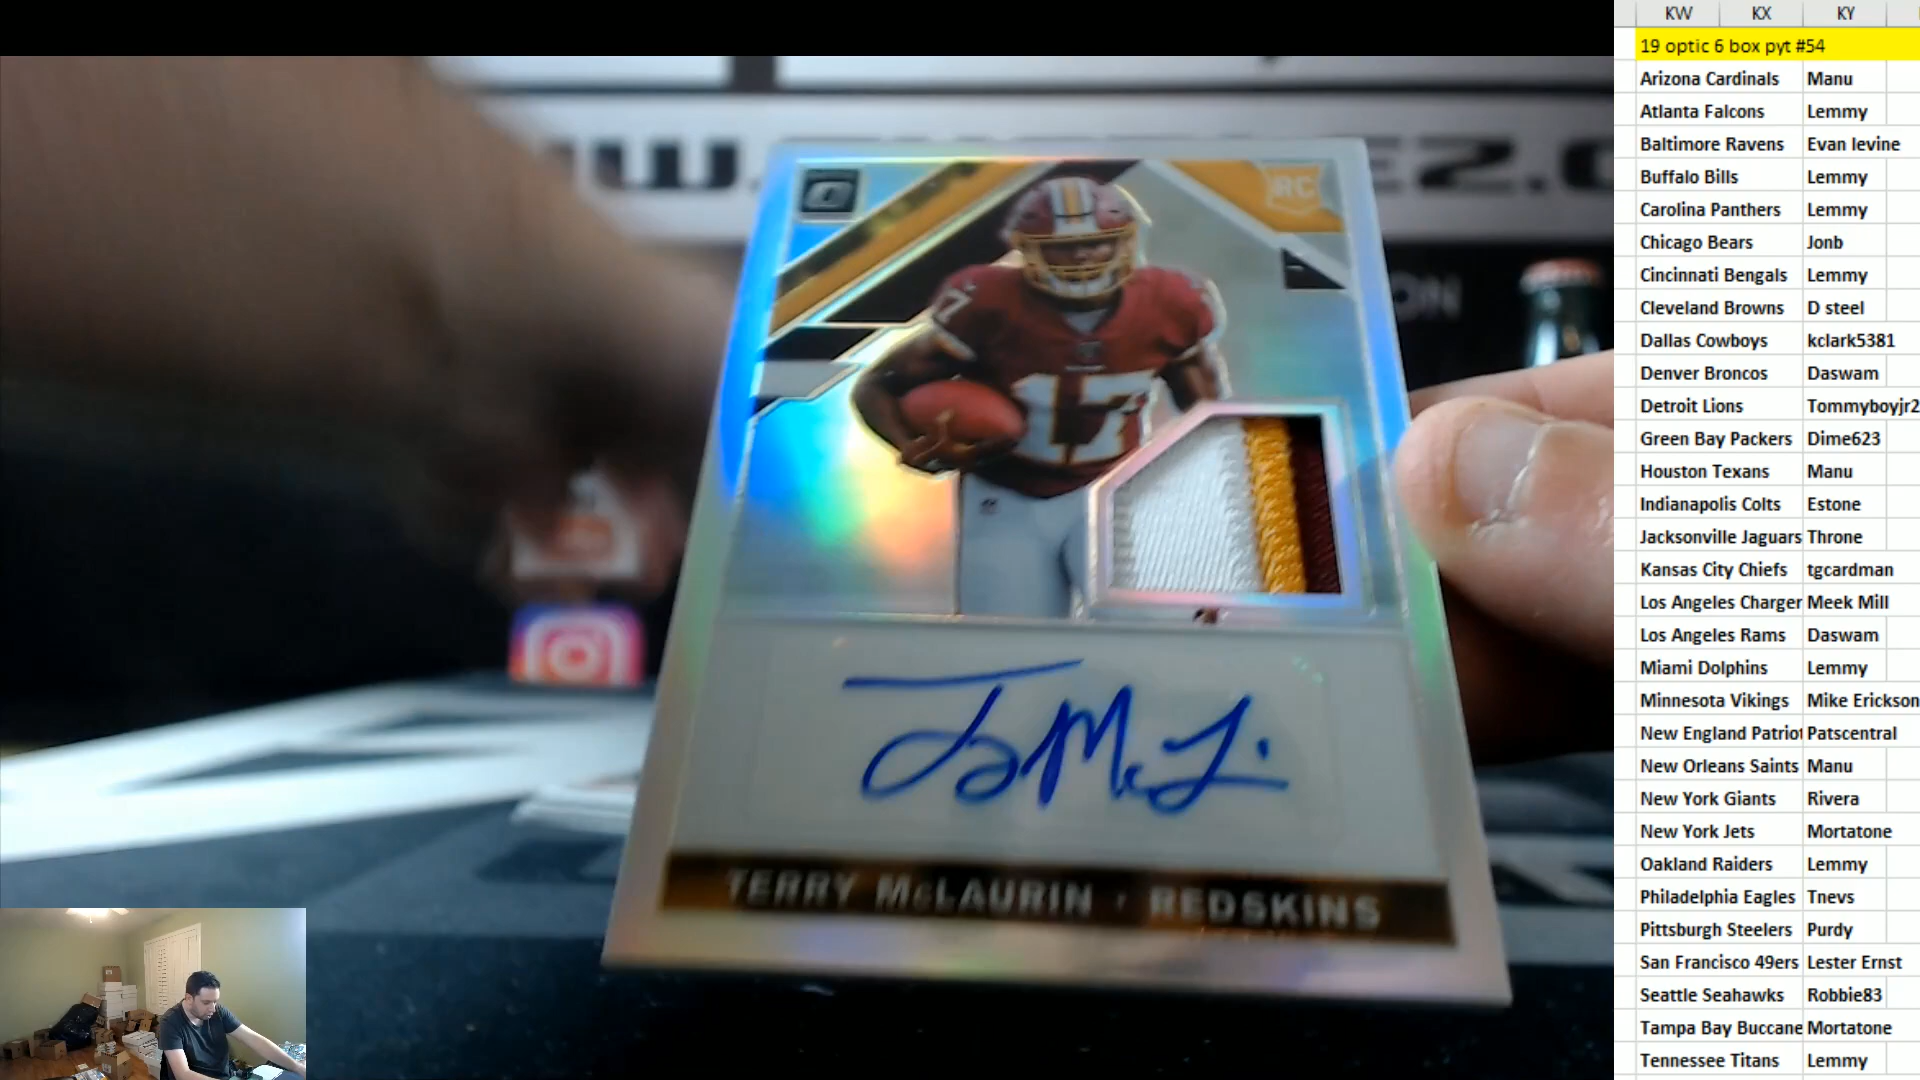 KW KX KY
19 optic 6 box pyt #54
Arizona Cardinals Manu
Atlanta Falcons Lemmy
Baltimore Ravens Evan levine
Buffalo Bills Lemmy
Carolina Panthers Lemmy
Chicago Bears Jonb
Cincinnati Bengals Lemmy
Cleveland Browns D steel
Dallas Cowboys kclark5381
Denver Broncos Daswam
Detroit Lions Tommyboyjr2
Green Bay Packers Dime623
Houston Texans Manu
Indianapolis Colts Estone
Jacksonville Jaguars Throne
Kansas City Chiefs tgcardman
Los Angeles Charger Meek Mill
Los Angeles Rams Daswam
Miami Dolphins Lemmy
Minnesota Vikings Mike Erickson
New England Patriot Patscentral
New Orleans Saints Manu
New York Giants Rivera
New York Jets Mortatone
Oakland Raiders Lemmy
Philadelphia Eagles Tnevs
Pittsburgh Steelers Purdy
San Francisco 49ers Lester Ernst
Seattle Seahawks Robbie83
Tampa Bay Buccane Mortatone
Tennessee Titans Lemmy
RC
17
17
TERRY McLAURIN · REDSKINS